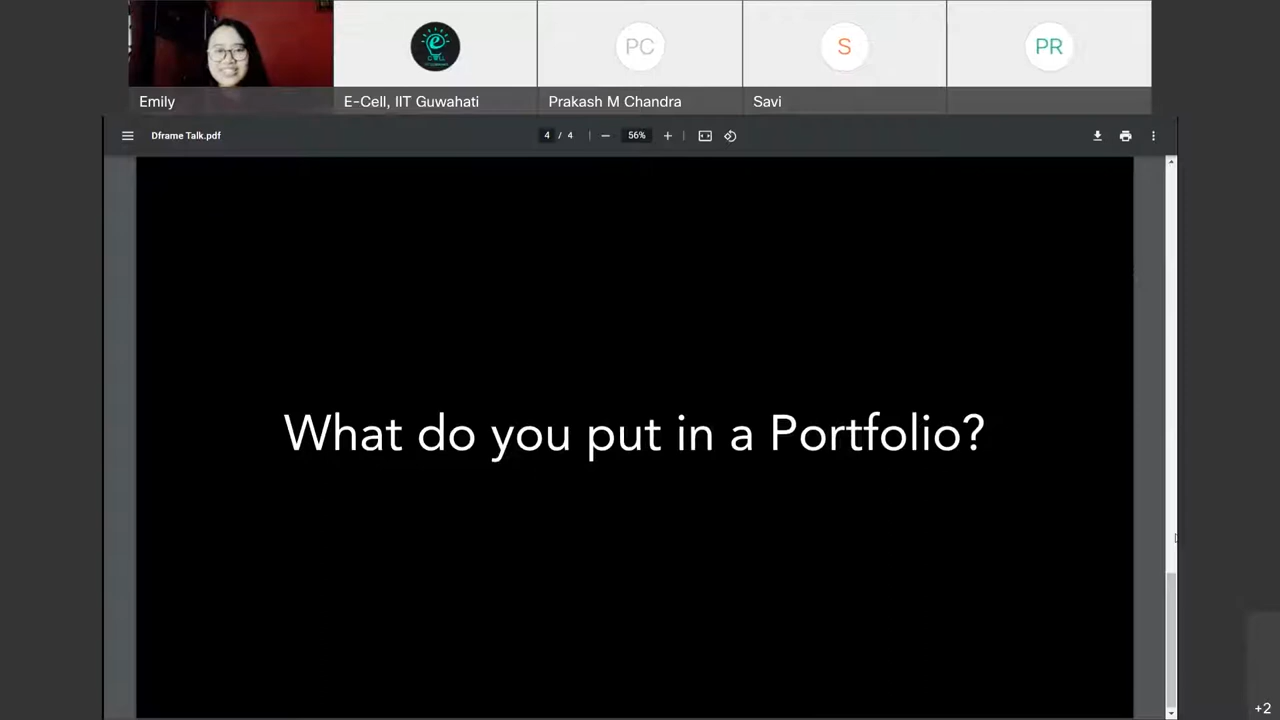 PC
S
PR
Emily
E-Cell, IIT Guwahati
Prakash M Chandra
Savi
Dframe Talk.pdf
4 / 4
56%
What do you put in a Portfolio?
+2